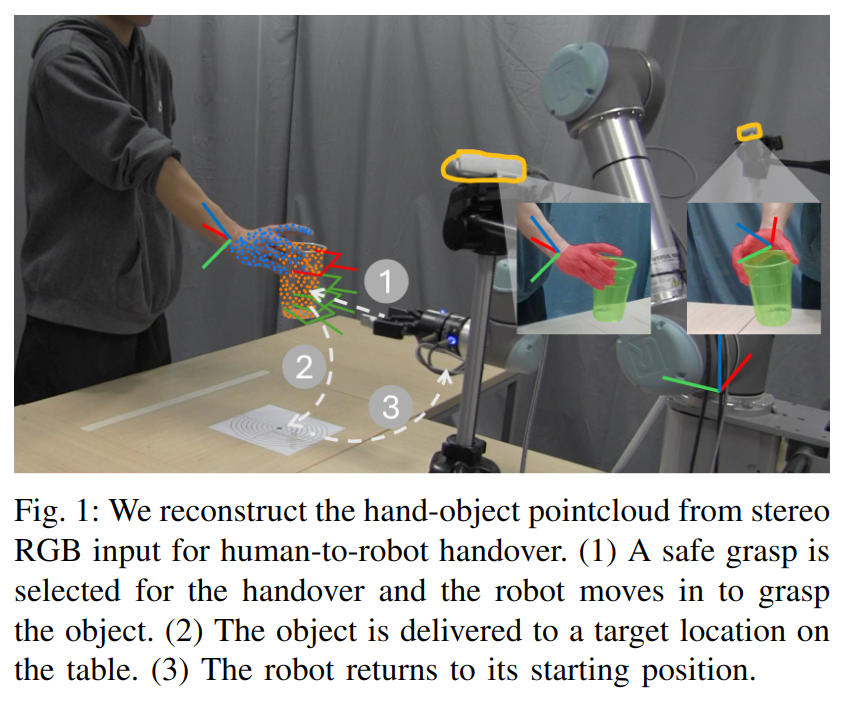 1
2
3
Fig. 1: We reconstruct the hand-object pointcloud from stereo
RGB input for human-to-robot handover. (1) A safe grasp is
selected for the handover and the robot moves in to grasp
the object. (2) The object is delivered to a target location on
the table. (3) The robot returns to its starting position.